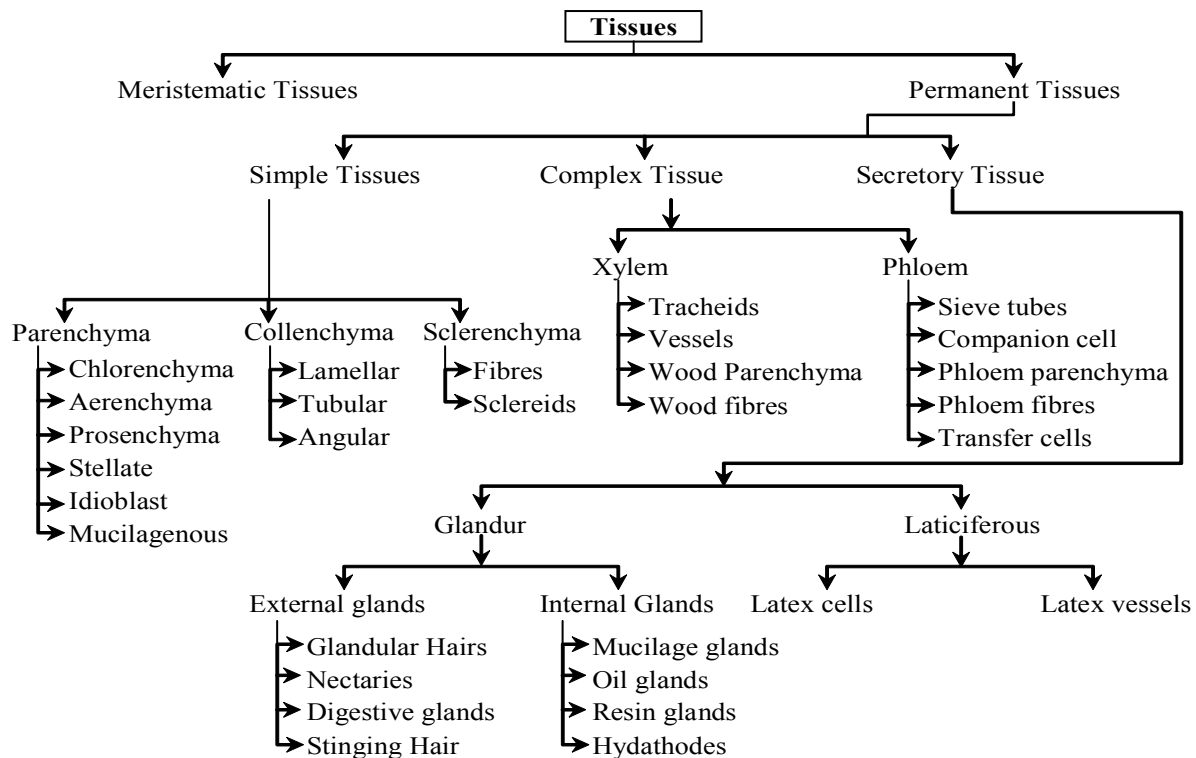 Tissues
Meristematic Tissues
Permanent Tissues
Simple Tissues
Complex Tissue
Secretory Tissue
Xylem
Phloem
Tracheids
Vessels
Wood Parenchyma
Wood fibres
Sieve tubes
Companion cell
Phloem parenchyma
Phloem fibres
Transfer cells
Parenchyma
Collenchyma
Sclerenchyma
Chlorenchyma
Aerenchyma
Prosenchyma
Stellate
Idioblast
Mucilagenous
Lamellar
Tubular
Angular
Fibres
Sclereids
Glandur
Laticiferous
External glands
Internal Glands
Latex cells
Latex vessels
Glandular Hairs
Nectaries
Digestive glands
Stinging Hair
Mucilage glands
Oil glands
Resin glands
Hydathodes